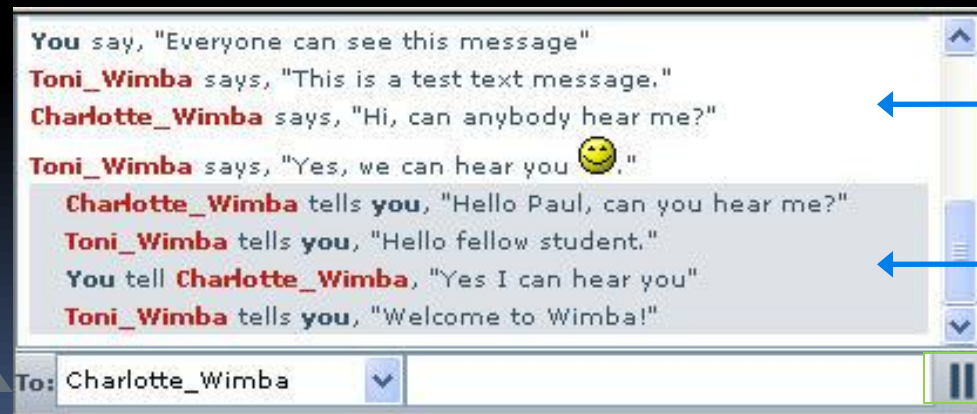 You say, "Everyone can see this message"
Toni_Wimba says, "This is a test text message."
Charlotte_Wimba says, "Hi, can anybody hear me?"
Toni_Wimba says, "Yes, we can hear you ."
Charlotte_Wimba tells you, "Hello Paul, can you hear me?"
Toni_Wimba tells you, "Hello fellow student."
You tell Charlotte_Wimba, "Yes I can hear you"
Toni_Wimba tells you, "Welcome to Wimba!"
To: Charlotte_Wimba